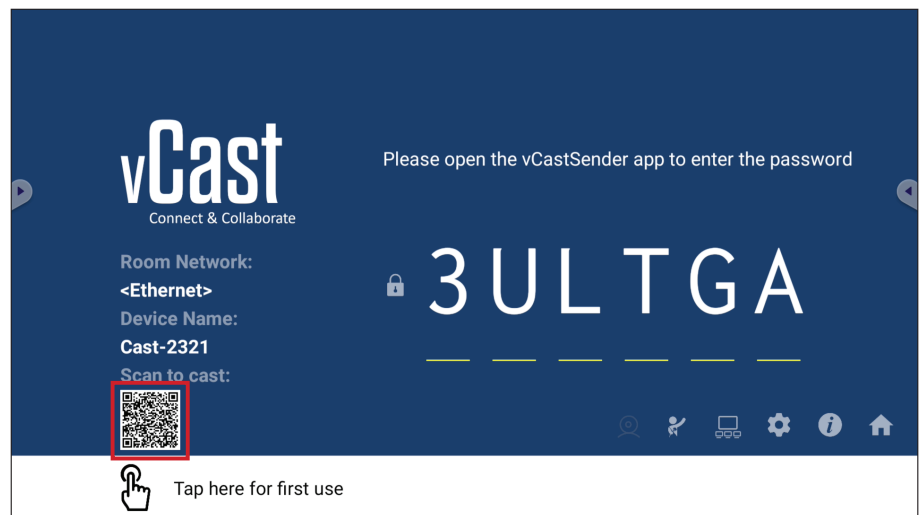 vCast
Connect & Collaborate
Please open the vCastSender app to enter the password
Room Network:
<Ethernet>
Device Name:
Cast-2321
Scan to cast:
3ULTGA
Tap here for first use